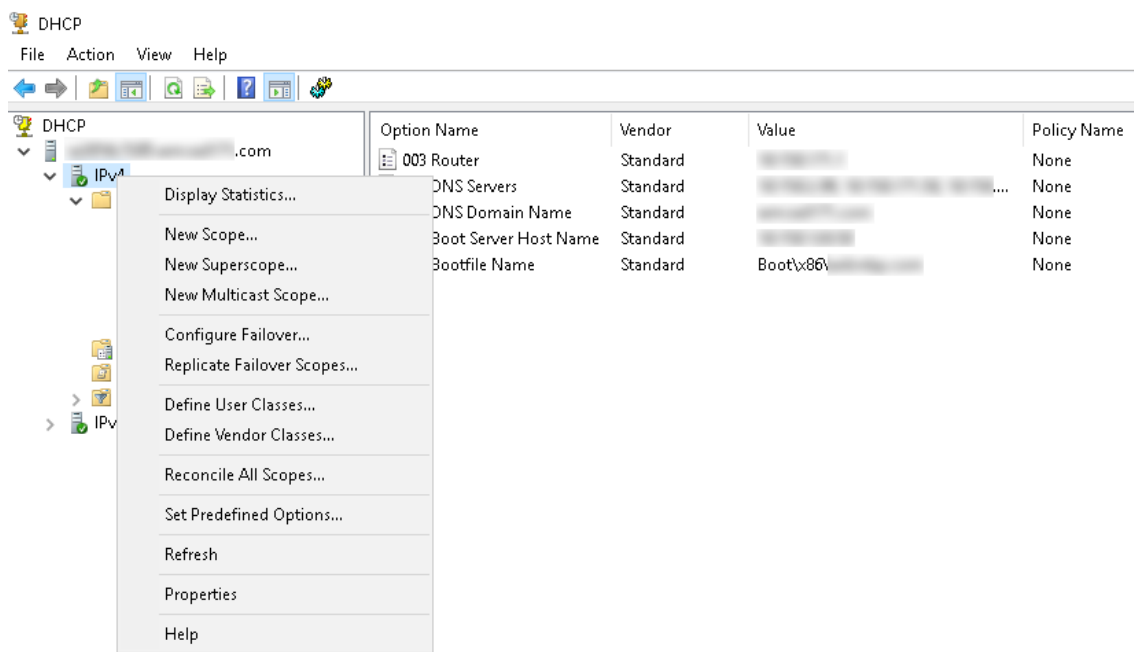 DHCP
File Action View Help
DHCP
.com
IPv4
IPv
Display Statistics...
New Scope...
New Superscope...
New Multicast Scope...
Configure Failover...
Replicate Failover Scopes...
Define User Classes...
Define Vendor Classes...
Reconcile All Scopes...
Set Predefined Options...
Refresh
Properties
Help
Option Name Vendor Value Policy Name
003 Router Standard None
DNS Servers Standard .... None
DNS Domain Name Standard None
Boot Server Host Name Standard None
Bootfile Name Standard Boot\x86\ None